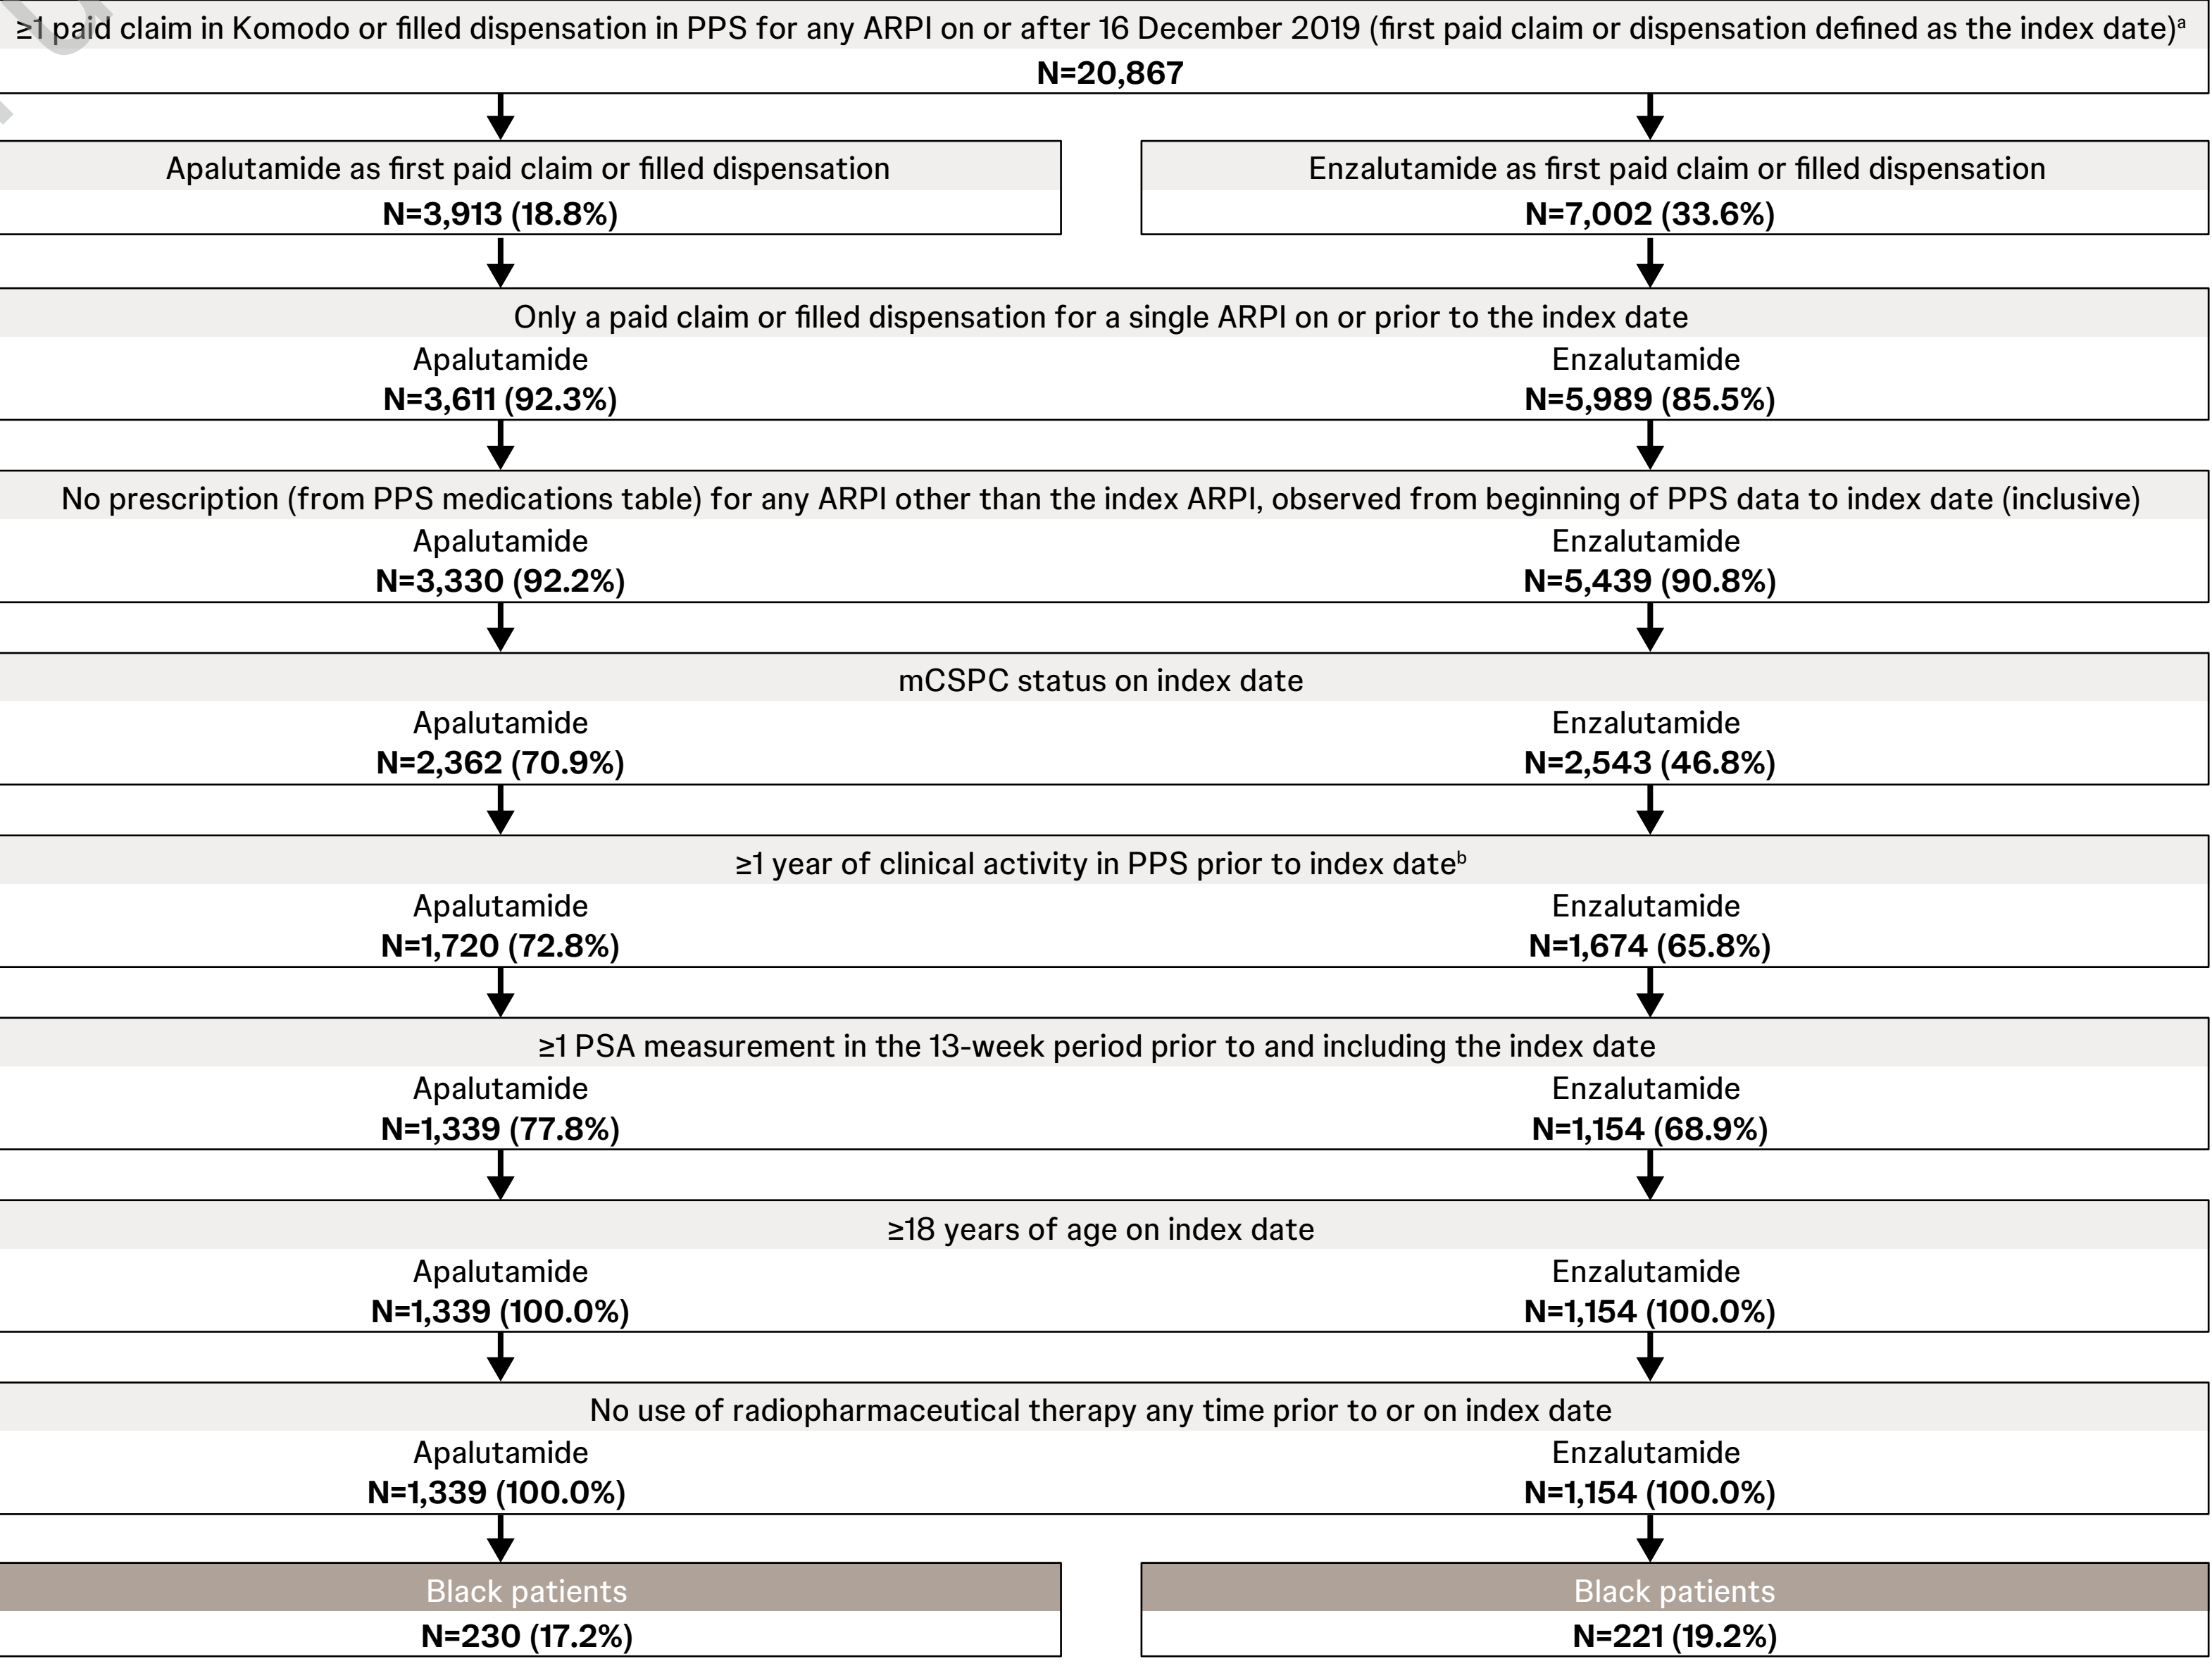 ≥1 paid claim in Komodo or filled dispensation in PPS for any ARPI on or after 16 December 2019 (first paid claim or dispensation defined as the index date)ᵃ
N=20,867
Apalutamide as first paid claim or filled dispensation
N=3,913 (18.8%)
Enzalutamide as first paid claim or filled dispensation
N=7,002 (33.6%)
Only a paid claim or filled dispensation for a single ARPI on or prior to the index date
Apalutamide Enzalutamide
N=3,611 (92.3%) N=5,989 (85.5%)
No prescription (from PPS medications table) for any ARPI other than the index ARPI, observed from beginning of PPS data to index date (inclusive)
Apalutamide Enzalutamide
N=3,330 (92.2%) N=5,439 (90.8%)
mCSPC status on index date
Apalutamide Enzalutamide
N=2,362 (70.9%) N=2,543 (46.8%)
≥1 year of clinical activity in PPS prior to index dateᵇ
Apalutamide Enzalutamide
N=1,720 (72.8%) N=1,674 (65.8%)
≥1 PSA measurement in the 13-week period prior to and including the index date
Apalutamide Enzalutamide
N=1,339 (77.8%) N=1,154 (68.9%)
≥18 years of age on index date
Apalutamide Enzalutamide
N=1,339 (100.0%) N=1,154 (100.0%)
No use of radiopharmaceutical therapy any time prior to or on index date
Apalutamide Enzalutamide
N=1,339 (100.0%) N=1,154 (100.0%)
Black patients
N=230 (17.2%)
Black patients
N=221 (19.2%)